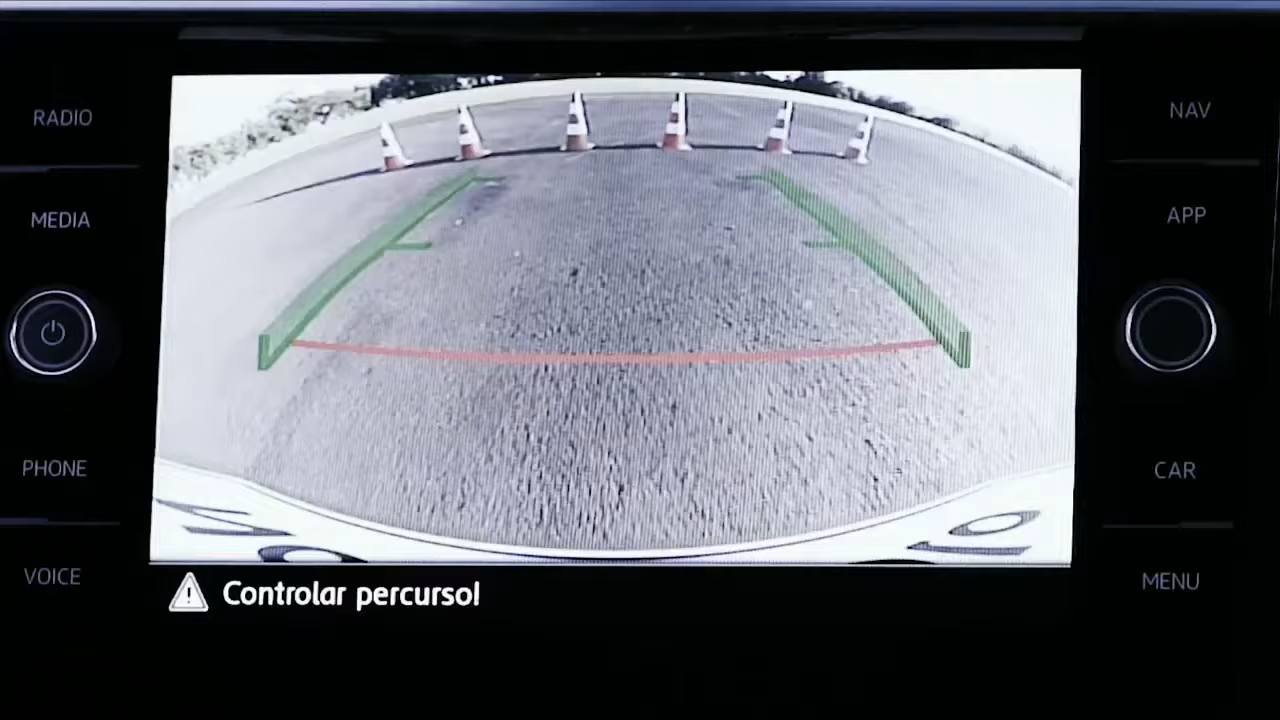 RADIO
MEDIA
PHONE
VOICE
NAV
APP
CAR
MENU
Controlar percurso!